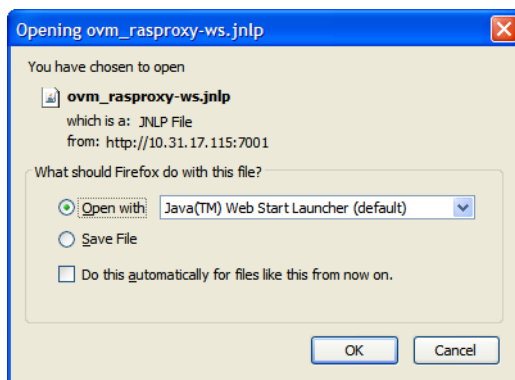 Opening ovm_rasproxy-ws.jnlp
You have chosen to open
ovm_rasproxy-ws.jnlp
which is a: JNLP File
from: http://10.31.17.115:7001
What should Firefox do with this file?
Open with Java(TM) Web Start Launcher (default)
Save File
Do this automatically for files like this from now on.
OK Cancel